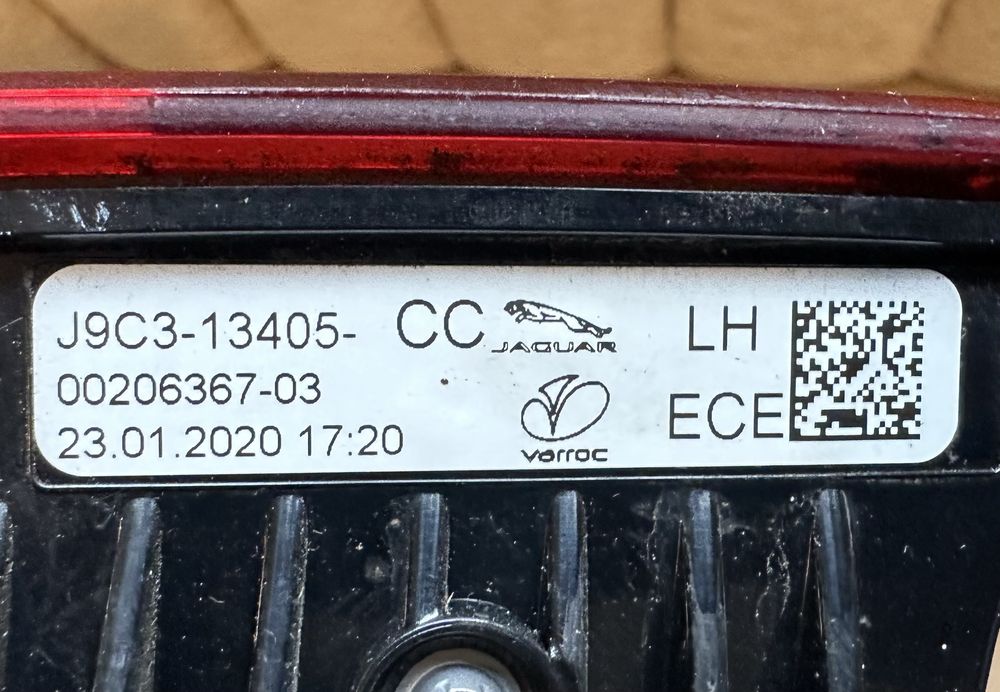 J9C3-13405- CC JAGUAR LH
00206367-03
ECE
23.01.2020 17:20
varroc